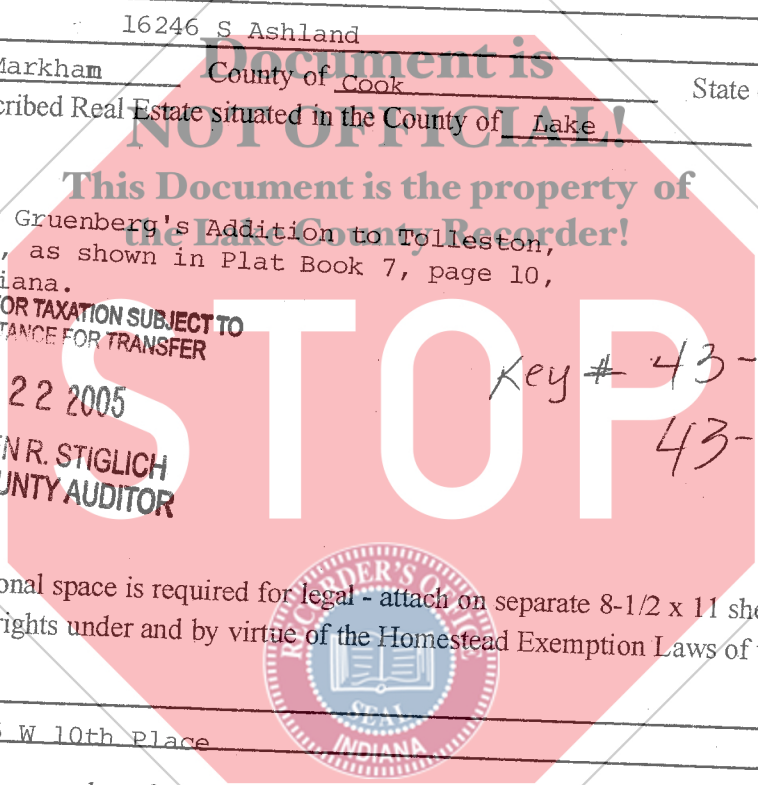 16246 S Ashland
Markham County of Cook State
cribed Real Estate situated in the County of Lake
Document is
NOT OFFICIAL!
This Document is the property of
the Lake County Recorder!
Gruenberg's Addition to Tolleston,
, as shown in Plat Book 7, page 10,
iana.
OR TAXATION SUBJECT TO
TANCE FOR TRANSFER
22 2005
N R. STIGLICH
UNTY AUDITOR
Key # 43-
43-
STOP
onal space is required for legal - attach on separate 8-1/2 x 11 she
rights under and by virtue of the Homestead Exemption Laws of
RECORDER'S OFFICE
SEAL
INDIANA
W 10th Place